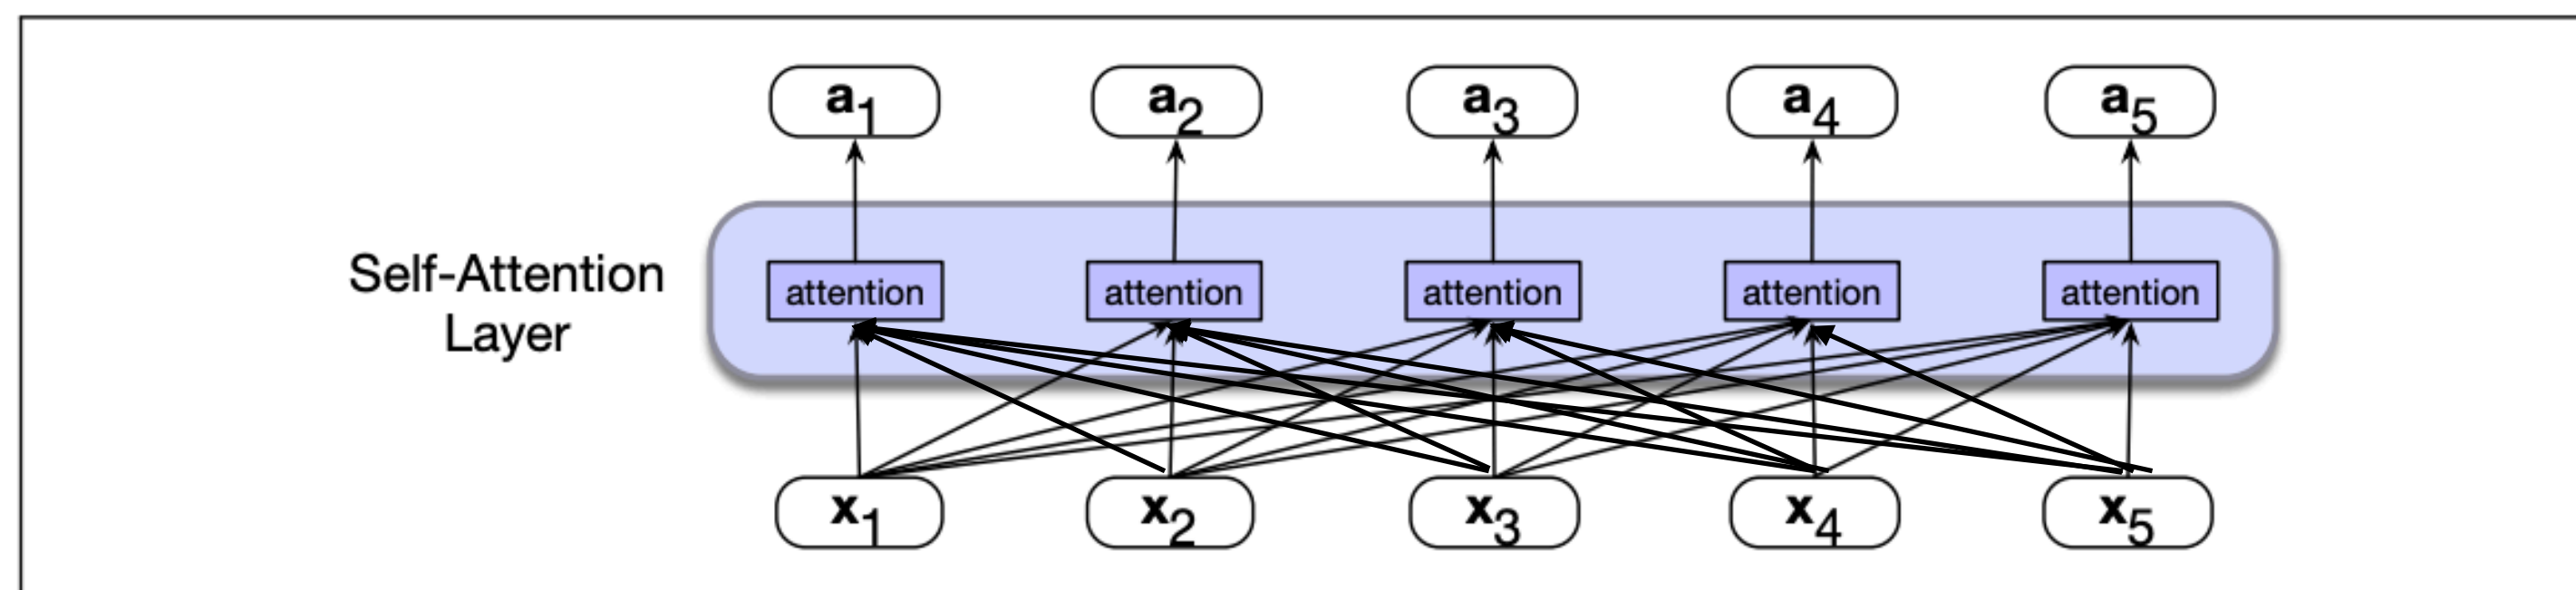 a1 a2 a3 a4 a5
Self-Attention
Layer
attention attention attention attention attention
x1 x2 x3 x4 x5